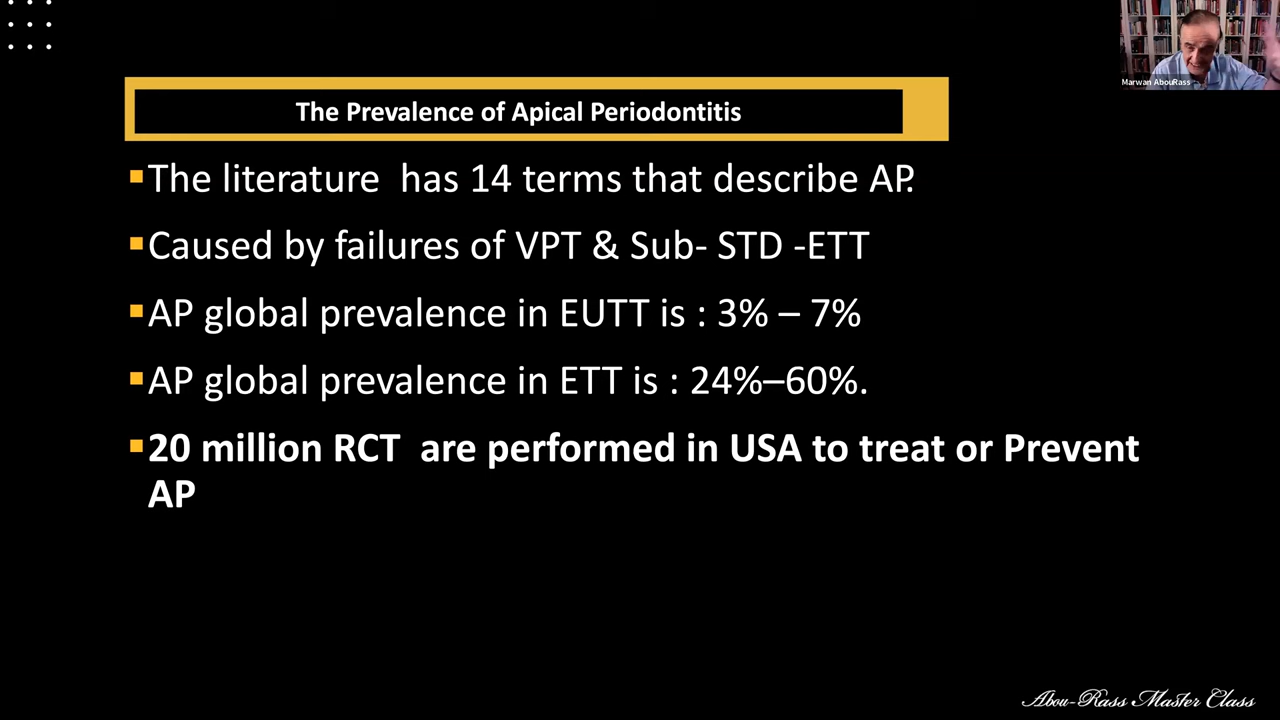 Marwan AbouRass
The Prevalence of Apical Periodontitis
▪The literature has 14 terms that describe AP.
▪Caused by failures of VPT & Sub- STD -ETT
▪AP global prevalence in EUTT is : 3% – 7%
▪AP global prevalence in ETT is : 24%–60%.
▪20 million RCT are performed in USA to treat or Prevent
AP
Abou-Rass Master Class